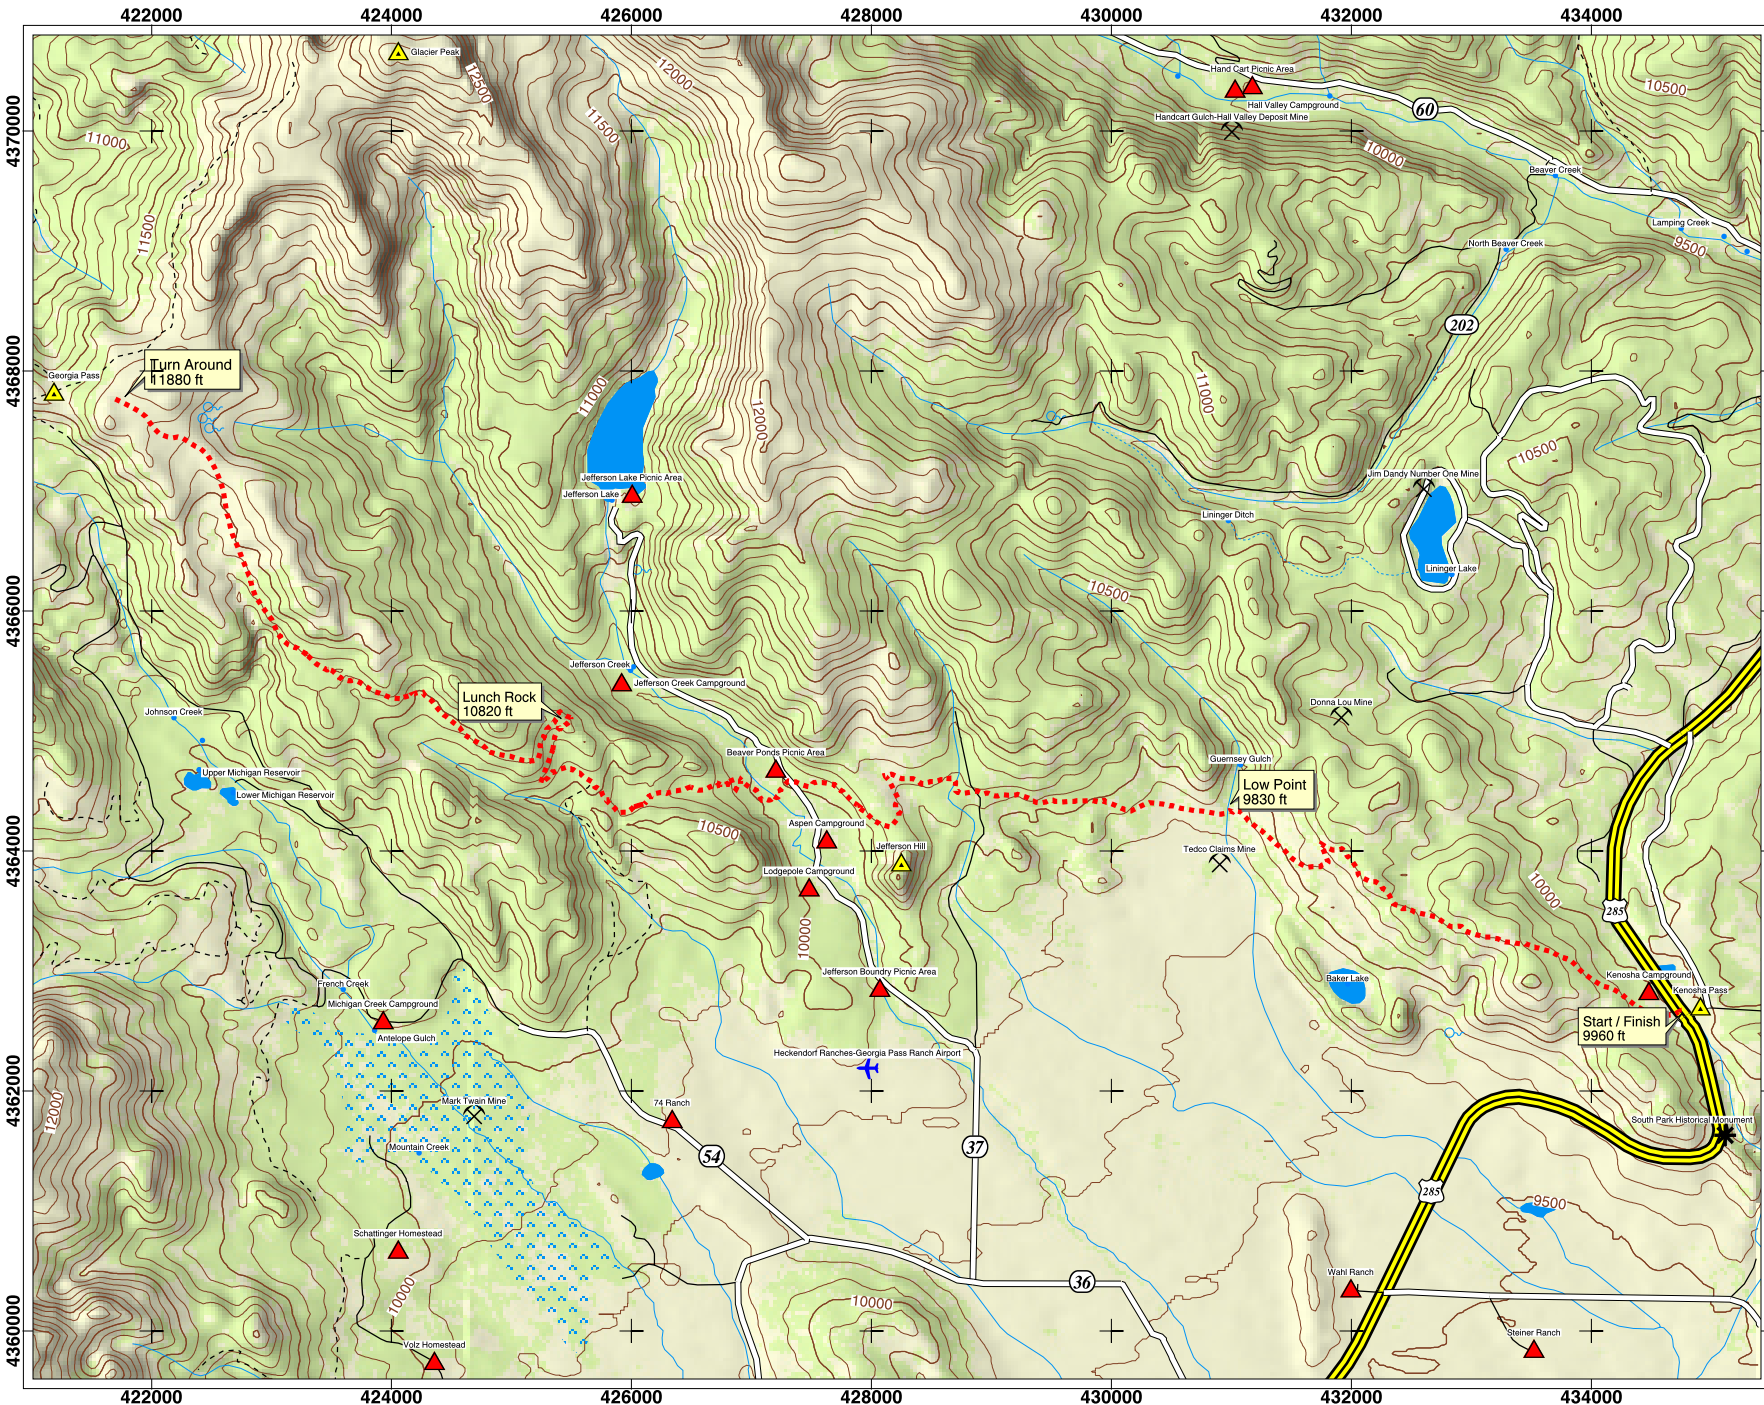 422000 424000 426000 428000 430000 432000 434000
Glacier Peak
12500
12000
Hand Cart Picnic Area
10500
Hall Valley Campground
60
4370000
11500
Handcart Gulch-Hall Valley Deposit Mine
11000
10000
Beaver Creek
11500
Lamping Creek
North Beaver Creek
9500
202
4368000
Turn Around
11880 ft
Georgia Pass
11000
11000
12000
10500
Jefferson Lake Picnic Area
Jefferson Lake
Jim Dandy Number One Mine
Lininger Ditch
Lininger Lake
4366000
10500
Jefferson Creek
Jefferson Creek Campground
Lunch Rock
10820 ft
Donna Lou Mine
Johnson Creek
Beaver Ponds Picnic Area
Guernsey Gulch
Upper Michigan Reservoir
Lower Michigan Reservoir
Low Point
9830 ft
4364000
10500
Aspen Campground
Jefferson Hill
Tedco Claims Mine
Lodgepole Campground
10000
285
10000
Jefferson Boundry Picnic Area
Baker Lake
Kenosha Campground
Kenosha Pass
French Creek
Michigan Creek Campground
Antelope Gulch
Start / Finish
9960 ft
Heckendorf Ranches-Georgia Pass Ranch Airport
4362000
12000
Mark Twain Mine
74 Ranch
South Park Historical Monument
Mountain Creek
37
54
285
9500
Schattinger Homestead
36
Wahl Ranch
10000
10000
4360000
Volz Homestead
Steiner Ranch
422000 424000 426000 428000 430000 432000 434000